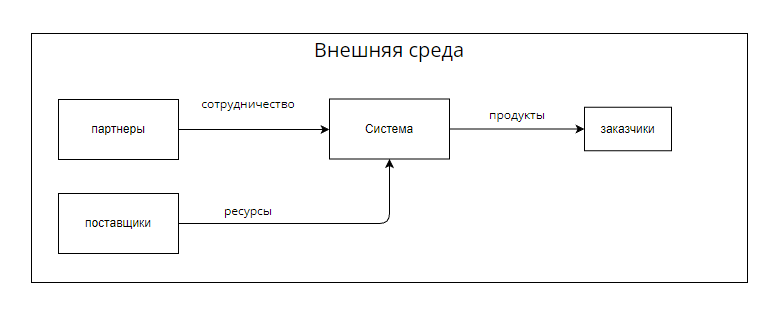 Внешняя среда
сотрудничество
партнеры
Система
продукты
заказчики
ресурсы
поставщики